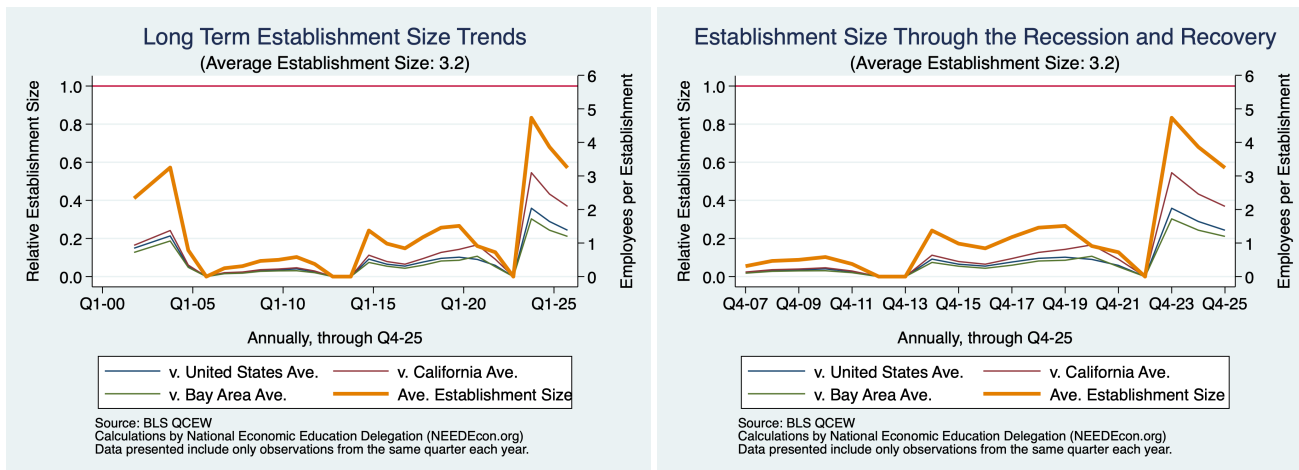 Long Term Establishment Size Trends
(Average Establishment Size: 3.2)
Relative Establishment Size
1.0
0.8
0.6
0.4
0.2
0.0
6
5
4
3
2
1
0
Employees per Establishment
Q1-00 Q1-05 Q1-10 Q1-15 Q1-20 Q1-25
Annually, through Q4-25
v. United States Ave. v. California Ave.
v. Bay Area Ave. Ave. Establishment Size
Source: BLS QCEW
Calculations by National Economic Education Delegation (NEEDEcon.org)
Data presented include only observations from the same quarter each year.
Establishment Size Through the Recession and Recovery
(Average Establishment Size: 3.2)
Relative Establishment Size
1.0
0.8
0.6
0.4
0.2
0.0
6
5
4
3
2
1
0
Employees per Establishment
Q4-07 Q4-09 Q4-11 Q4-13 Q4-15 Q4-17 Q4-19 Q4-21 Q4-23 Q4-25
Annually, through Q4-25
v. United States Ave. v. California Ave.
v. Bay Area Ave. Ave. Establishment Size
Source: BLS QCEW
Calculations by National Economic Education Delegation (NEEDEcon.org)
Data presented include only observations from the same quarter each year.